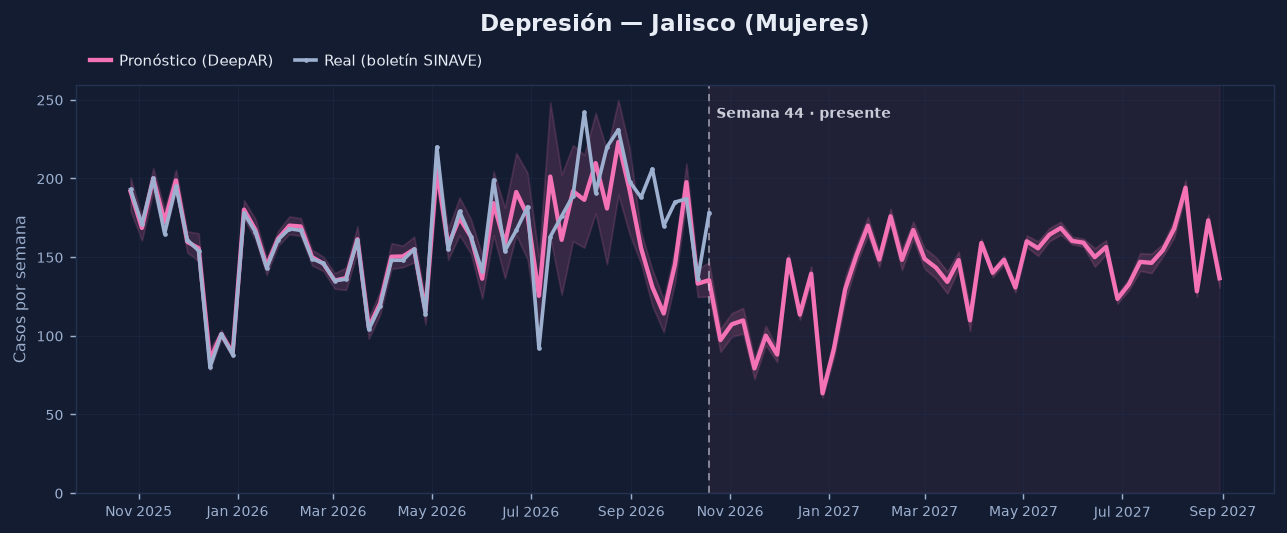 Depresión — Jalisco (Mujeres)
Pronóstico (DeepAR)
Real (boletín SINAVE)
Semana 44 · presente
Casos por semana
250
200
150
100
50
0
Nov 2025
Jan 2026
Mar 2026
May 2026
Jul 2026
Sep 2026
Nov 2026
Jan 2027
Mar 2027
May 2027
Jul 2027
Sep 2027